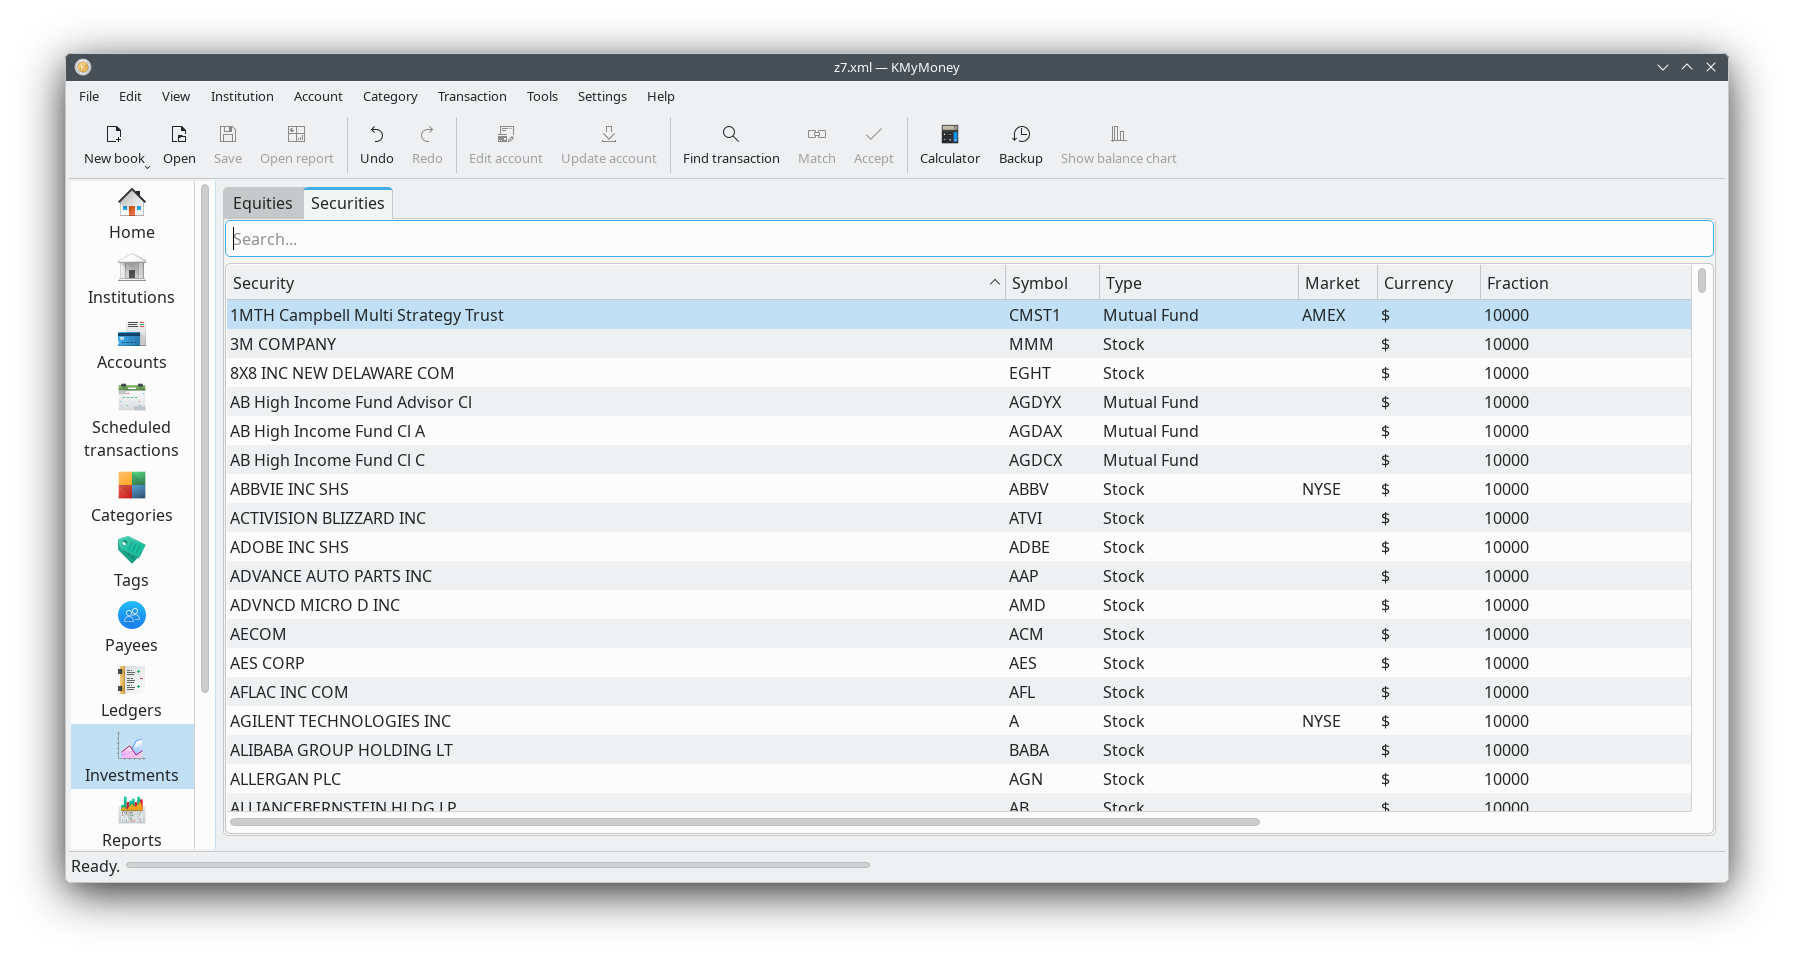 z7.xml — KMyMoney
File Edit View Institution Account Category Transaction Tools Settings Help
New book Open Save Open report Undo Redo Edit account Update account Find transaction Match Accept Calculator Backup Show balance chart
Home
Institutions
Accounts
Scheduled
transactions
Categories
Tags
Payees
Ledgers
Investments
Reports
Equities Securities
Search...
Security Symbol Type Market Currency Fraction
1MTH Campbell Multi Strategy Trust CMST1 Mutual Fund AMEX $ 10000
3M COMPANY MMM Stock $ 10000
8X8 INC NEW DELAWARE COM EGHT Stock $ 10000
AB High Income Fund Advisor Cl AGDYX Mutual Fund $ 10000
AB High Income Fund Cl A AGDAX Mutual Fund $ 10000
AB High Income Fund Cl C AGDCX Mutual Fund $ 10000
ABBVIE INC SHS ABBV Stock NYSE $ 10000
ACTIVISION BLIZZARD INC ATVI Stock $ 10000
ADOBE INC SHS ADBE Stock $ 10000
ADVANCE AUTO PARTS INC AAP Stock $ 10000
ADVNCD MICRO D INC AMD Stock $ 10000
AECOM ACM Stock $ 10000
AES CORP AES Stock $ 10000
AFLAC INC COM AFL Stock $ 10000
AGILENT TECHNOLOGIES INC A Stock NYSE $ 10000
ALIBABA GROUP HOLDING LT BABA Stock $ 10000
ALLERGAN PLC AGN Stock $ 10000
ALLIANCEBERNSTEIN HLDG LP AB Stock $ 10000
Ready.